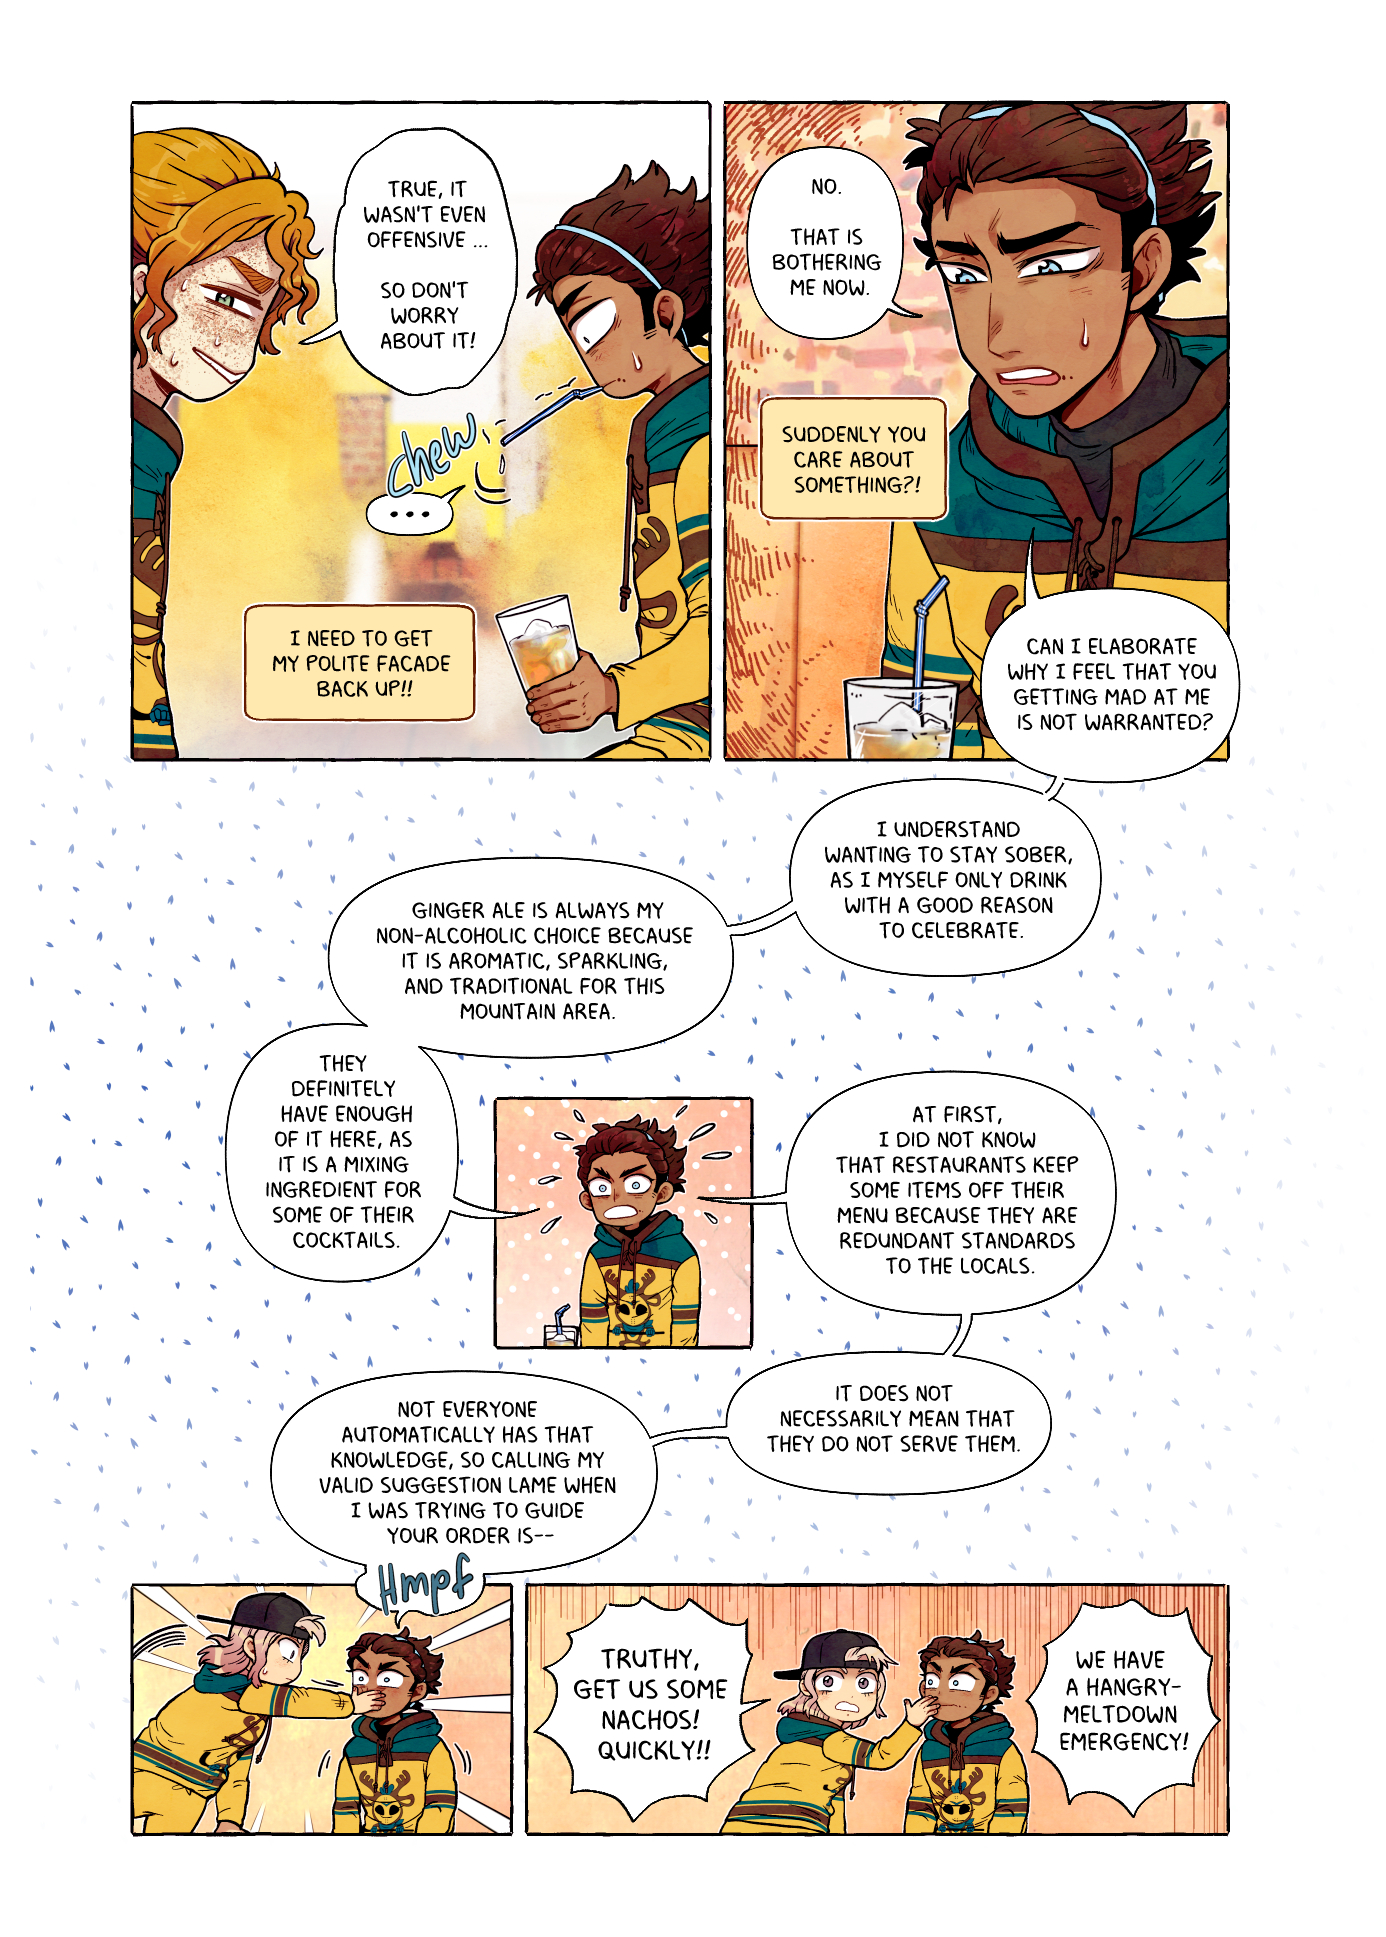 TRUE, IT
WASN'T EVEN
OFFENSIVE ...
SO DON'T
WORRY
ABOUT IT!
chew
...
I NEED TO GET
MY POLITE FACADE
BACK UP!!
NO.
THAT IS
BOTHERING
ME NOW.
SUDDENLY YOU
CARE ABOUT
SOMETHING?!
CAN I ELABORATE
WHY I FEEL THAT YOU
GETTING MAD AT ME
IS NOT WARRANTED?
I UNDERSTAND
WANTING TO STAY SOBER,
AS I MYSELF ONLY DRINK
WITH A GOOD REASON
TO CELEBRATE.
GINGER ALE IS ALWAYS MY
NON-ALCOHOLIC CHOICE BECAUSE
IT IS AROMATIC, SPARKLING,
AND TRADITIONAL FOR THIS
MOUNTAIN AREA.
THEY
DEFINITELY
HAVE ENOUGH
OF IT HERE, AS
IT IS A MIXING
INGREDIENT FOR
SOME OF THEIR
COCKTAILS.
AT FIRST,
I DID NOT KNOW
THAT RESTAURANTS KEEP
SOME ITEMS OFF THEIR
MENU BECAUSE THEY ARE
REDUNDANT STANDARDS
TO THE LOCALS.
IT DOES NOT
NECESSARILY MEAN THAT
THEY DO NOT SERVE THEM.
NOT EVERYONE
AUTOMATICALLY HAS THAT
KNOWLEDGE, SO CALLING MY
VALID SUGGESTION LAME WHEN
I WAS TRYING TO GUIDE
YOUR ORDER IS--
Hmpf
TRUTHY,
GET US SOME
NACHOS!
QUICKLY!!
WE HAVE
A HANGRY-
MELTDOWN
EMERGENCY!